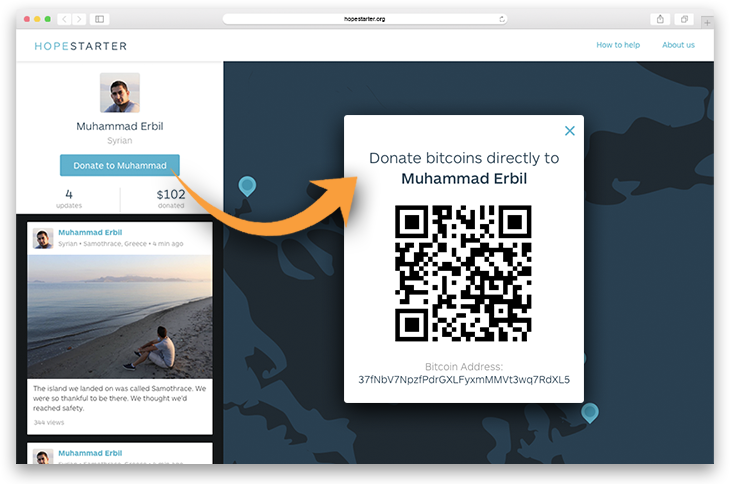 hopestarter.org
HOPESTARTER
How to help
About us
Muhammad Erbil
Syrian
Donate to Muhammad
4
updates
$102
donated
Muhammad Erbil
Syrian • Samothrace, Greece • 4 min ago
The island we landed on was called Samothrace. We
were so thankful to be there. We thought we'd
reached safety.
344 views
Muhammad Erbil
Donate bitcoins directly to
Muhammad Erbil
Bitcoin Address:
37fNbV7NpzfPdrGXLFyxmMMVt3wq7RdXL5